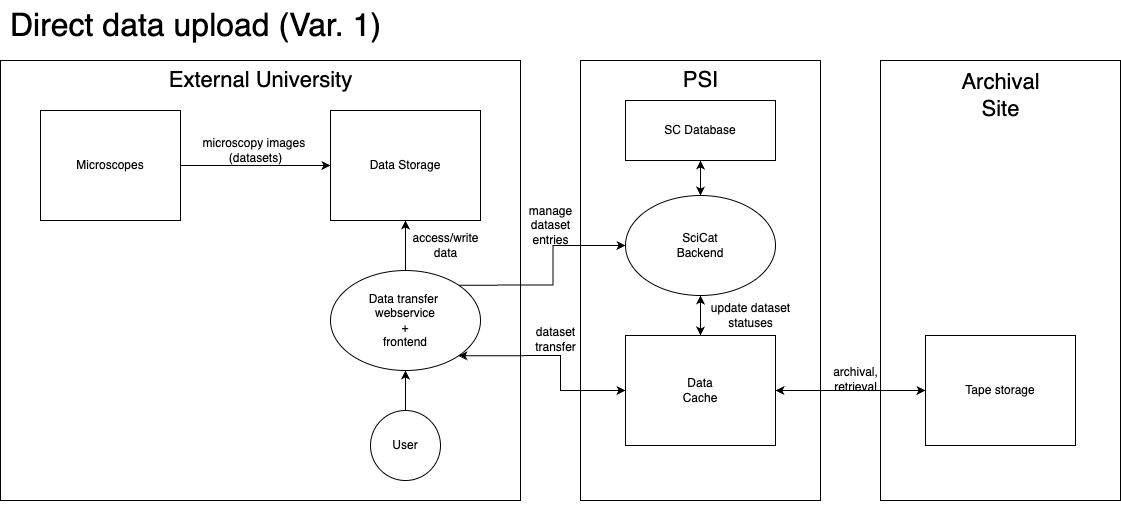 Direct data upload (Var. 1)
External University
PSI
Archival
Site
Microscopes
microscopy images
(datasets)
Data Storage
access/write
data
Data transfer
webservice
+
frontend
User
manage
dataset
entries
dataset
transfer
SC Database
SciCat
Backend
update dataset
statuses
Data
Cache
archival,
retrieval
Tape storage